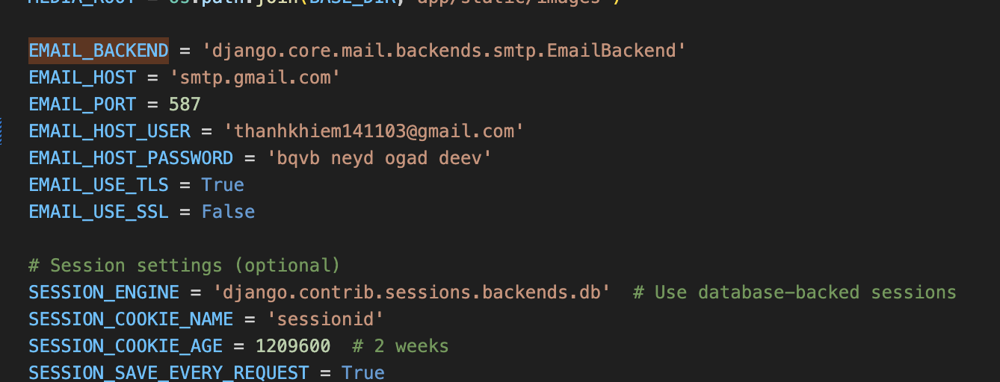 MEDIA_ROOT = os.path.join(BASE_DIR, 'app/static/images')
EMAIL_BACKEND = 'django.core.mail.backends.smtp.EmailBackend'
EMAIL_HOST = 'smtp.gmail.com'
EMAIL_PORT = 587
EMAIL_HOST_USER = 'thanhkhiem141103@gmail.com'
EMAIL_HOST_PASSWORD = 'bqvb neyd ogad deev'
EMAIL_USE_TLS = True
EMAIL_USE_SSL = False
# Session settings (optional)
SESSION_ENGINE = 'django.contrib.sessions.backends.db'  # Use database-backed sessions
SESSION_COOKIE_NAME = 'sessionid'
SESSION_COOKIE_AGE = 1209600  # 2 weeks
SESSION_SAVE_EVERY_REQUEST = True